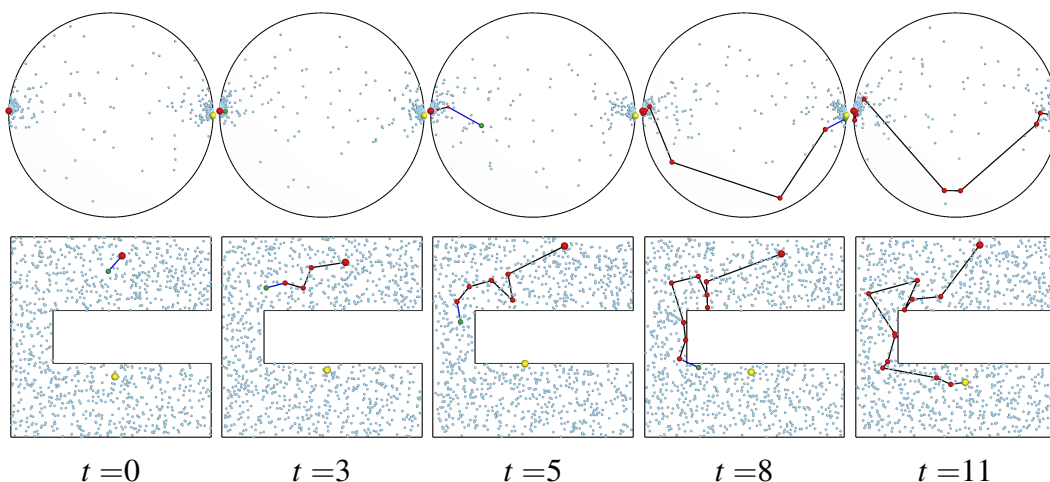 t =0 t =3 t =5 t =8 t =11